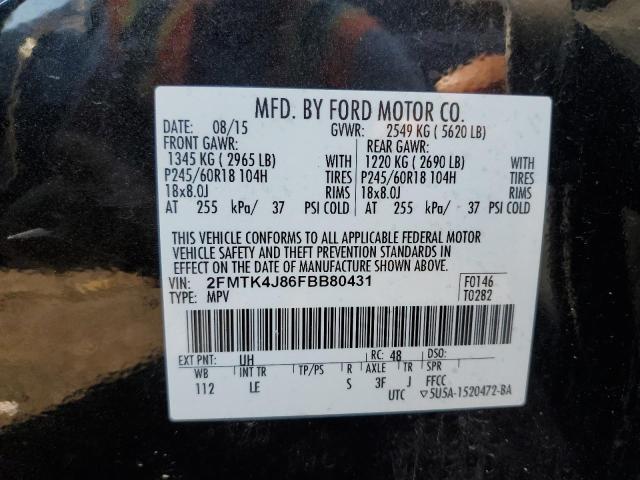 MFD. BY FORD MOTOR CO.
DATE: 08/15 GVWR: 2549 KG ( 5620 LB)
FRONT GAWR: REAR GAWR:
1345 KG ( 2965 LB) WITH 1220 KG ( 2690 LB) WITH
P245/60R18 104H TIRES P245/60R18 104H TIRES
18x8.0J RIMS 18x8.0J RIMS
AT 255 kPa/ 37 PSI COLD AT 255 kPa/ 37 PSI COLD
THIS VEHICLE CONFORMS TO ALL APPLICABLE FEDERAL MOTOR
VEHICLE SAFETY AND THEFT PREVENTION STANDARDS IN
EFFECT ON THE DATE OF MANUFACTURE SHOWN ABOVE.
VIN: 2FMTK4J86FBB80431 F0146
TYPE: MPV T0282
EXT PNT: UH RC: 48 DSO:
WB INT TR TP/PS R AXLE TR SPR
112 LE S 3F J FFCC
UTC ▽5U5A-1520472-BA